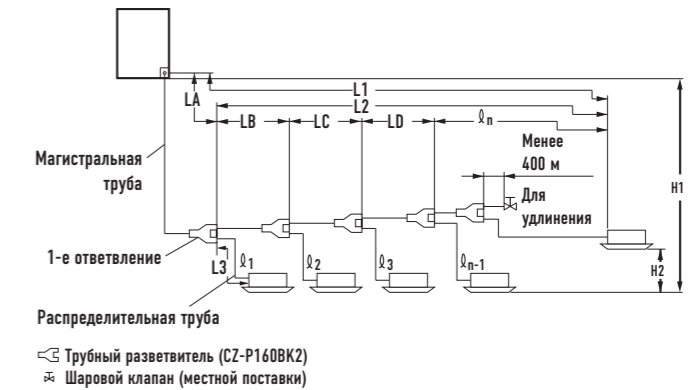 L1
LA
L2
LB
LC
LD
ℓn
Магистральная
труба
Менее
400 м
H1
Для
удлинения
1-е ответвление
L3
ℓ1
ℓ2
ℓ3
ℓn-1
H2
Распределительная труба
Трубный разветвитель (CZ-P160BK2)
Шаровой клапан (местной поставки)